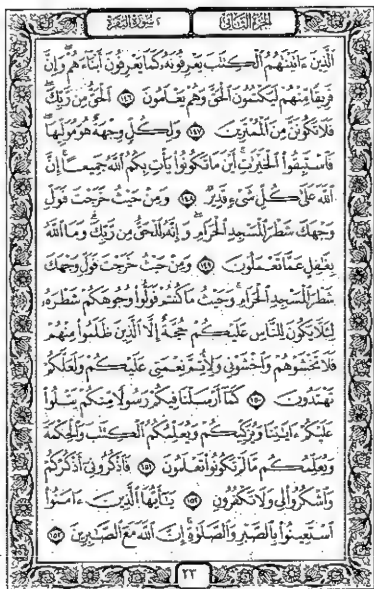 الجزء الثاني
٢ سورة البقرة
الَّذِينَ ءَاتَيْنَٰهُمُ ٱلْكِتَٰبَ يَعْرِفُونَهُۥ كَمَا يَعْرِفُونَ أَبْنَآءَهُمْ ۖ وَإِنَّ
فَرِيقًا مِّنْهُمْ لَيَكْتُمُونَ ٱلْحَقَّ وَهُمْ يَعْلَمُونَ ١٤٦ ٱلْحَقُّ مِن رَّبِّكَ ۖ
فَلَا تَكُونَنَّ مِنَ ٱلْمُمْتَرِينَ ١٤٧ وَلِكُلٍّ وِجْهَةٌ هُوَ مُوَلِّيهَا ۖ
فَٱسْتَبِقُوا۟ ٱلْخَيْرَٰتِ ۚ أَيْنَ مَا تَكُونُوا۟ يَأْتِ بِكُمُ ٱللَّهُ جَمِيعًا ۚ إِنَّ
ٱللَّهَ عَلَىٰ كُلِّ شَىْءٍ قَدِيرٌ ١٤٨ وَمِنْ حَيْثُ خَرَجْتَ فَوَلِّ
وَجْهَكَ شَطْرَ ٱلْمَسْجِدِ ٱلْحَرَامِ ۖ وَإِنَّهُۥ لَلْحَقُّ مِن رَّبِّكَ ۗ وَمَا ٱللَّهُ
بِغَٰفِلٍ عَمَّا تَعْمَلُونَ ١٤٩ وَمِنْ حَيْثُ خَرَجْتَ فَوَلِّ وَجْهَكَ
شَطْرَ ٱلْمَسْجِدِ ٱلْحَرَامِ ۚ وَحَيْثُ مَا كُنتُمْ فَوَلُّوا۟ وُجُوهَكُمْ شَطْرَهُۥ
لِئَلَّا يَكُونَ لِلنَّاسِ عَلَيْكُمْ حُجَّةٌ إِلَّا ٱلَّذِينَ ظَلَمُوا۟ مِنْهُمْ
فَلَا تَخْشَوْهُمْ وَٱخْشَوْنِى وَلِأُتِمَّ نِعْمَتِى عَلَيْكُمْ وَلَعَلَّكُمْ
تَهْتَدُونَ ١٥٠ كَمَآ أَرْسَلْنَا فِيكُمْ رَسُولًا مِّنكُمْ يَتْلُوا۟
عَلَيْكُمْ ءَايَٰتِنَا وَيُزَكِّيكُمْ وَيُعَلِّمُكُمُ ٱلْكِتَٰبَ وَٱلْحِكْمَةَ
وَيُعَلِّمُكُم مَّا لَمْ تَكُونُوا۟ تَعْلَمُونَ ١٥١ فَٱذْكُرُونِىٓ أَذْكُرْكُمْ
وَٱشْكُرُوا۟ لِى وَلَا تَكْفُرُونِ ١٥٢ يَٰٓأَيُّهَا ٱلَّذِينَ ءَامَنُوا۟
ٱسْتَعِينُوا۟ بِٱلصَّبْرِ وَٱلصَّلَوٰةِ ۚ إِنَّ ٱللَّهَ مَعَ ٱلصَّٰبِرِينَ ١٥٣
٢٣